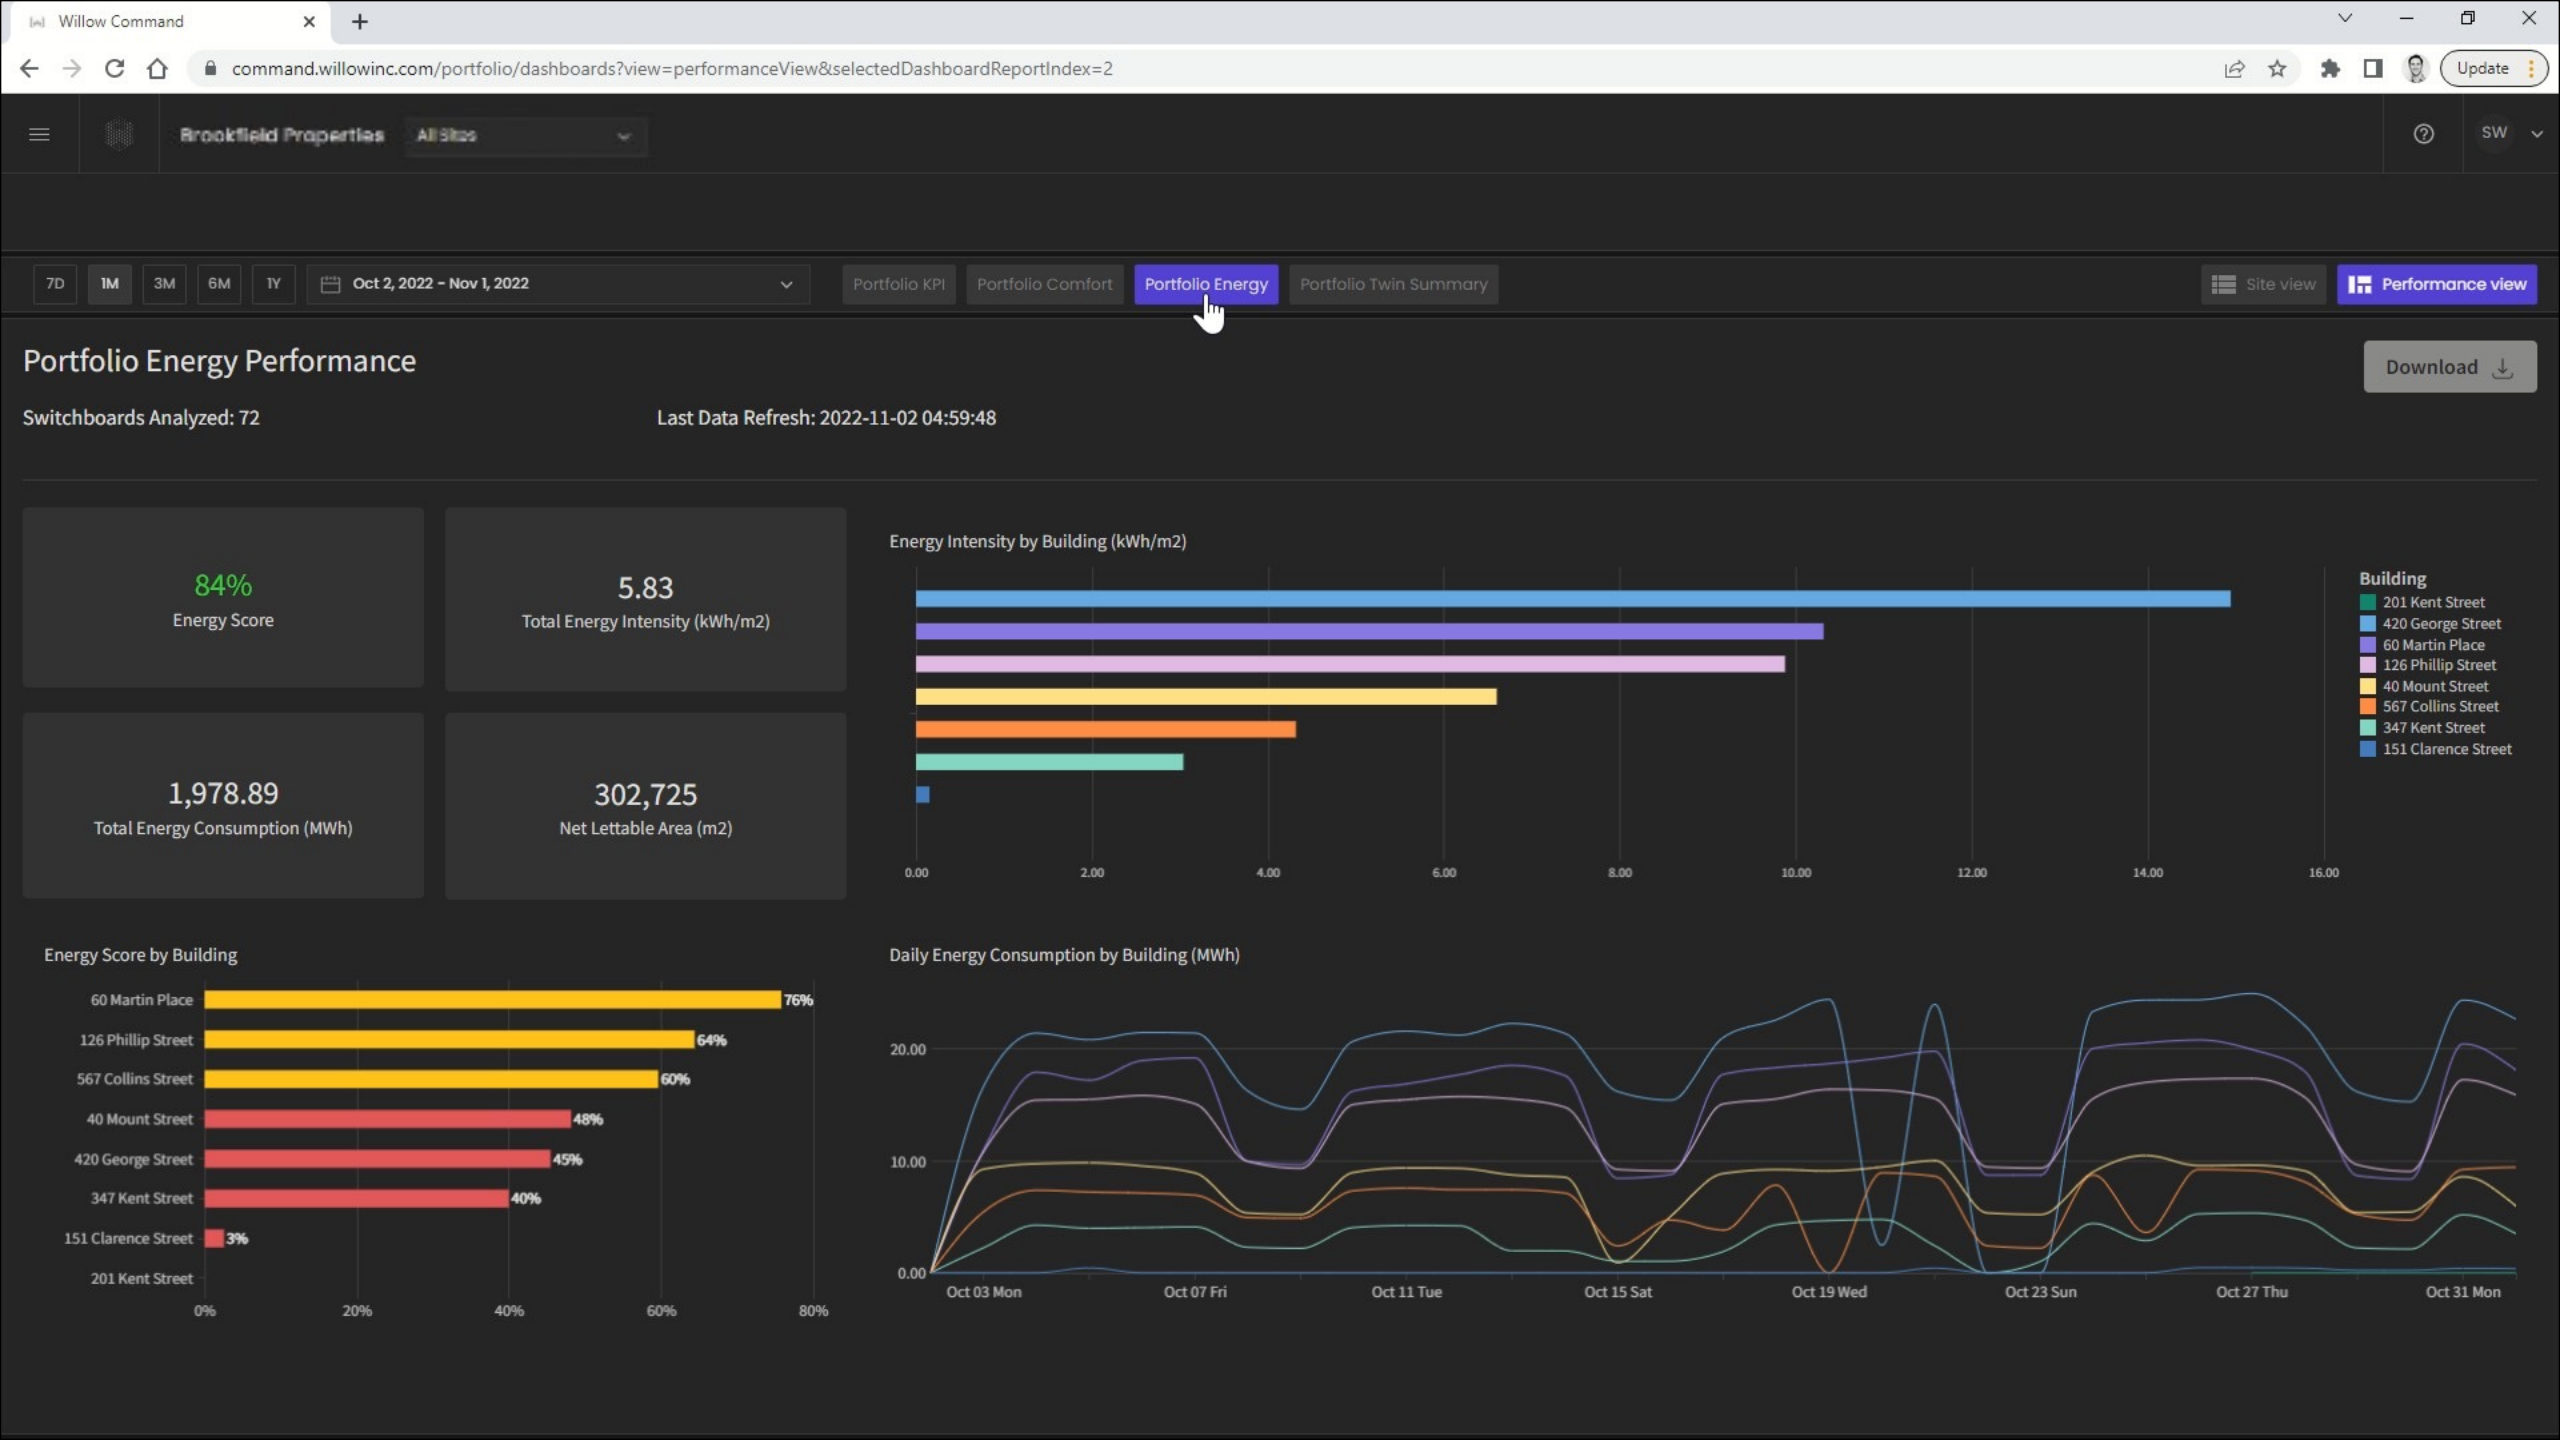 Willow Command
command.willowinc.com/portfolio/dashboards?view=performanceView&selectedDashboardReportIndex=2
Update
Brookfield Properties
All Sites
SW
7D
1M
3M
6M
1Y
Oct 2, 2022 - Nov 1, 2022
Portfolio KPI
Portfolio Comfort
Portfolio Energy
Portfolio Twin Summary
Site view
Performance view
Portfolio Energy Performance
Download
Switchboards Analyzed: 72
Last Data Refresh: 2022-11-02 04:59:48
84%
Energy Score
5.83
Total Energy Intensity (kWh/m2)
1,978.89
Total Energy Consumption (MWh)
302,725
Net Lettable Area (m2)
Energy Intensity by Building (kWh/m2)
0.00
2.00
4.00
6.00
8.00
10.00
12.00
14.00
16.00
Building
201 Kent Street
420 George Street
60 Martin Place
126 Phillip Street
40 Mount Street
567 Collins Street
347 Kent Street
151 Clarence Street
Energy Score by Building
60 Martin Place 76%
126 Phillip Street 64%
567 Collins Street 60%
40 Mount Street 48%
420 George Street 45%
347 Kent Street 40%
151 Clarence Street 3%
201 Kent Street
0%
20%
40%
60%
80%
Daily Energy Consumption by Building (MWh)
20.00
10.00
0.00
Oct 03 Mon
Oct 07 Fri
Oct 11 Tue
Oct 15 Sat
Oct 19 Wed
Oct 23 Sun
Oct 27 Thu
Oct 31 Mon